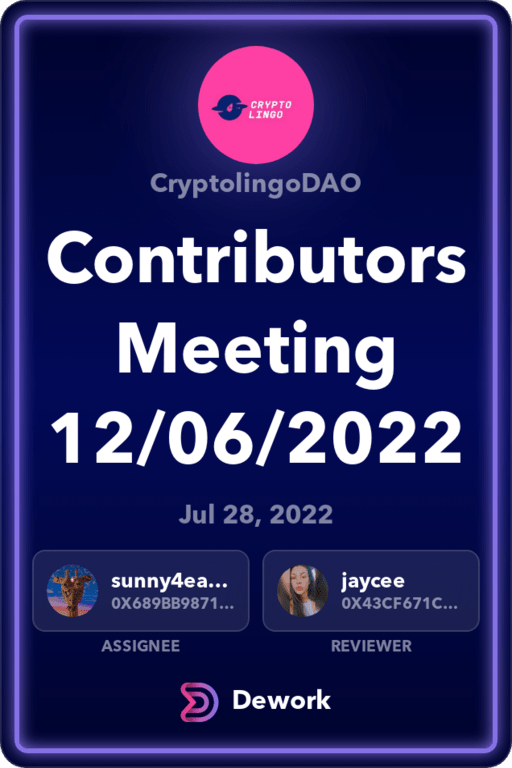 CRYPTO
LINGO
CryptolingoDAO
Contributors
Meeting
12/06/2022
Jul 28, 2022
sunny4ea...
0X689BB9871...
ASSIGNEE
jaycee
0X43CF671C...
REVIEWER
Dework